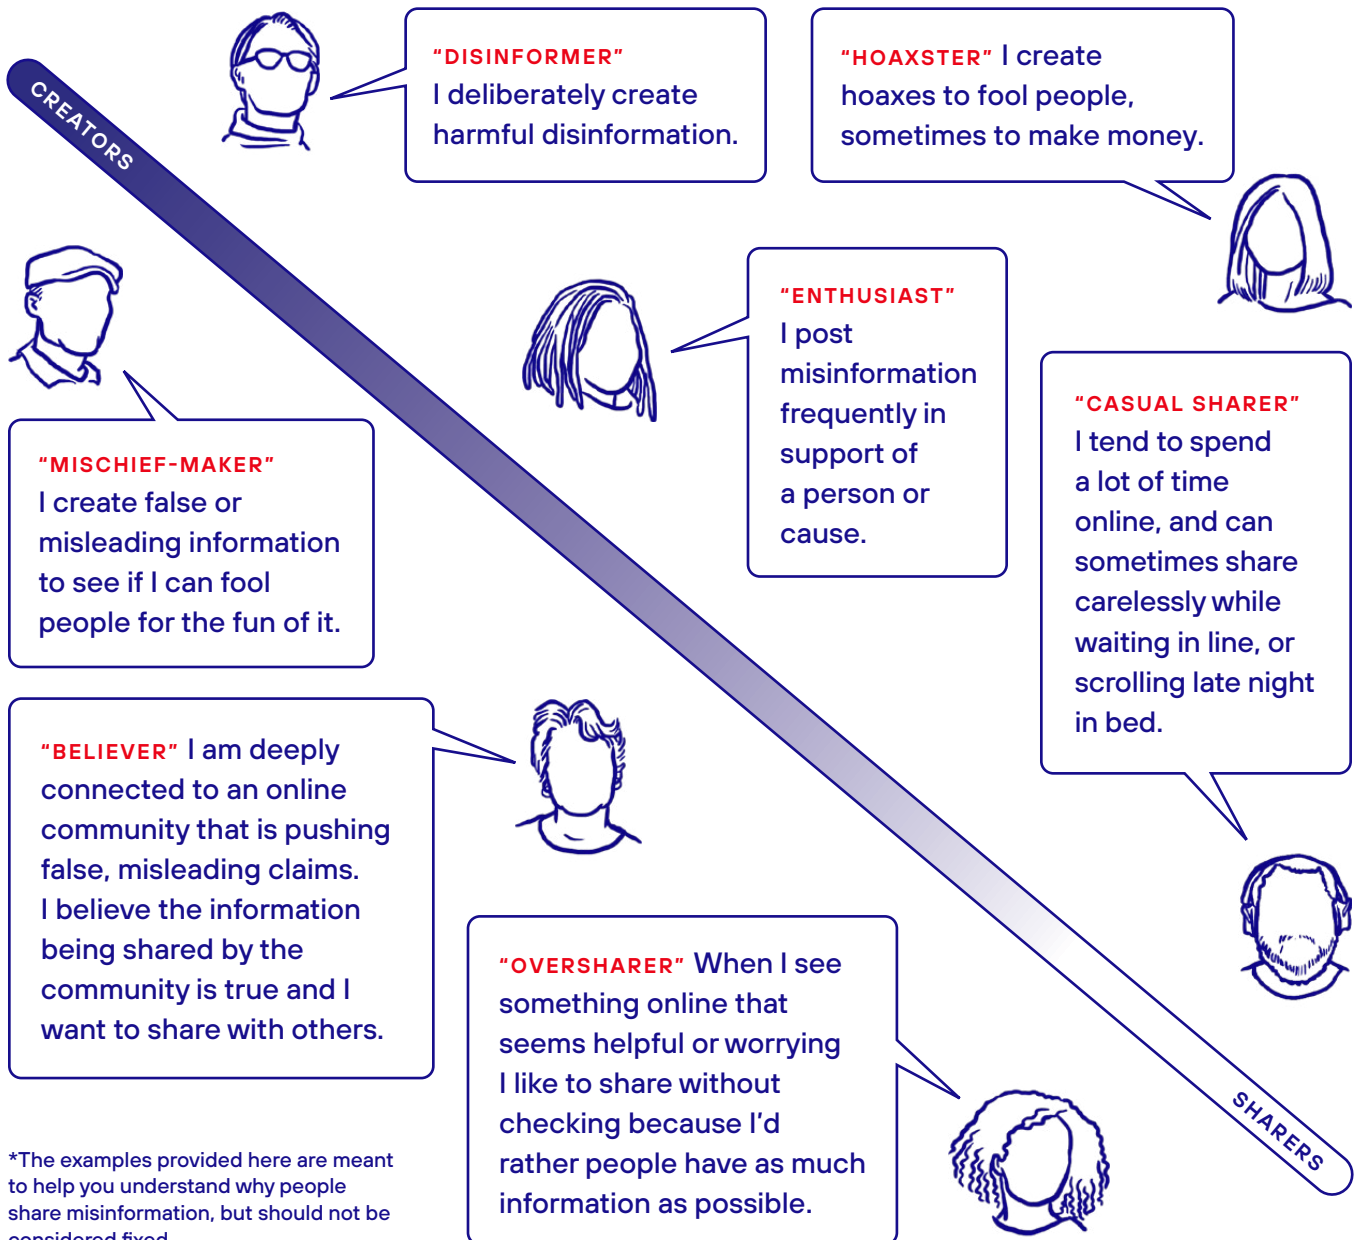 CREATORS
“DISINFORMER”
I deliberately create
harmful disinformation.
“HOAXSTER” I create
hoaxes to fool people,
sometimes to make money.
“MISCHIEF-MAKER”
I create false or
misleading information
to see if I can fool
people for the fun of it.
“ENTHUSIAST”
I post
misinformation
frequently in
support of
a person or
cause.
“CASUAL SHARER”
I tend to spend
a lot of time
online, and can
sometimes share
carelessly while
waiting in line, or
scrolling late night
in bed.
“BELIEVER” I am deeply
connected to an online
community that is pushing
false, misleading claims.
I believe the information
being shared by the
community is true and I
want to share with others.
“OVERSHARER” When I see
something online that
seems helpful or worrying
I like to share without
checking because I’d
rather people have as much
information as possible.
SHARERS
*The examples provided here are meant
to help you understand why people
share misinformation, but should not be
considered fixed